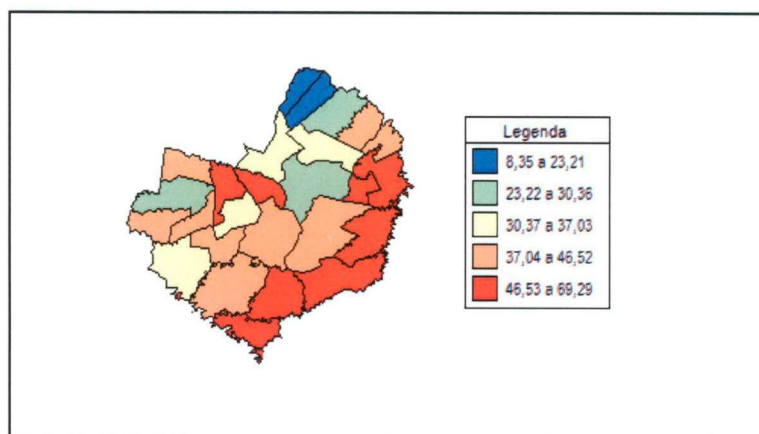 Legenda
8,35 a 23,21
23,22 a 30,36
30,37 a 37,03
37,04 a 46,52
46,53 a 69,29